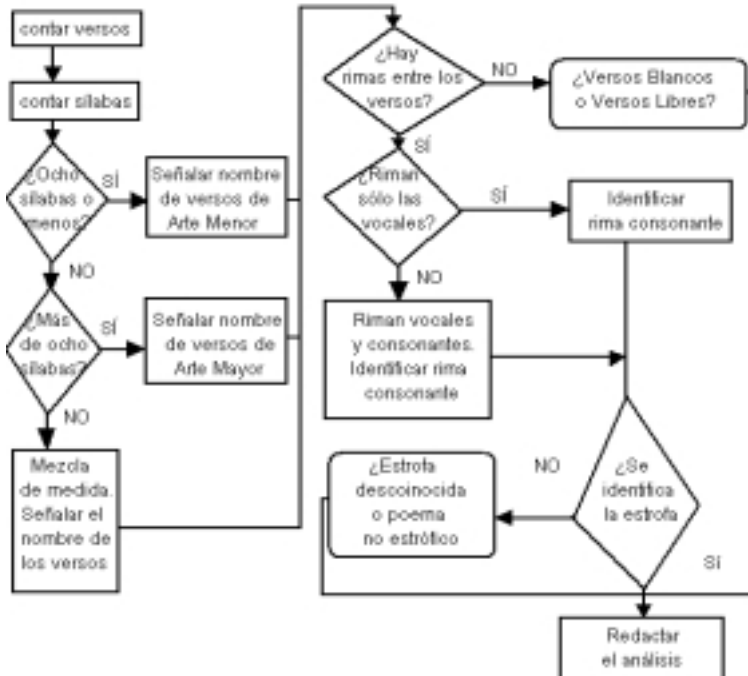 contar versos
contar sílabas
¿Ocho
sílabas o
menos?
SÍ
Señalar nombre
de versos de
Arte Menor
NO
¿Más
de ocho
sílabas?
SÍ
Señalar nombre
de versos de
Arte Mayor
NO
Mezcla
de medida.
Señalar el
nombre de
los versos
¿Hay
rimas entre los
versos?
NO
¿Versos Blancos
o Versos Libres?
SÍ
¿Riman
sólo las
vocales?
SÍ
Identificar
rima consonante
NO
Riman vocales
y consonantes.
Identificar rima
consonante
¿Se
identifica
la estrofa
NO
¿Estrofa
descoinocida
o poema
no estrófico
SÍ
Redactar
el análisis